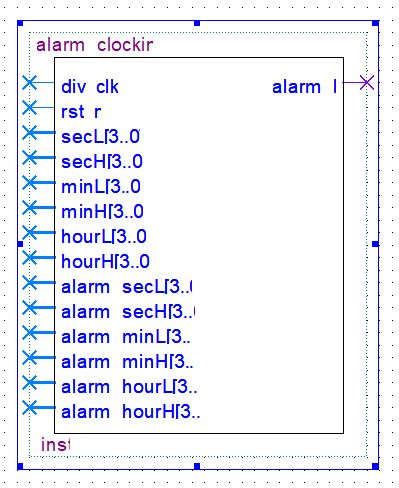 alarm clockin
div clk alarm l
rst r
secL[3..0
secH[3..0
minL[3..0
minH[3..0
hourL[3..0
hourH[3..0
alarm secL[3..
alarm secH[3..
alarm minL[3..
alarm minH[3..
alarm hourL[3..
alarm hourH[3..
inst